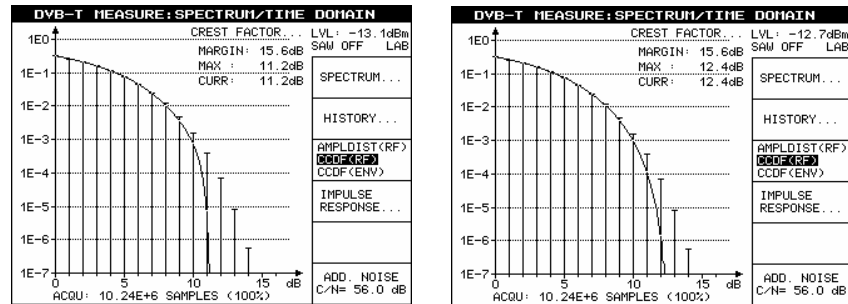 DVB-T MEASURE:SPECTRUM/TIME DOMAIN
CREST FACTOR... LVL: -13.1dBm
SAW OFF LAB
1E0
MARGIN: 15.6dB
MAX : 11.2dB
CURR: 11.2dB
1E-1
SPECTRUM...
1E-2
HISTORY...
1E-3
AMPLDIST(RF)
CCDF(RF)
CCDF(ENV)
1E-4
IMPULSE
RESPONSE...
1E-5
1E-6
1E-7
0 5 10 15 dB
ADD. NOISE
C/N= 56.0 dB
ACQU: 10.24E+6 SAMPLES (100%)
DVB-T MEASURE:SPECTRUM/TIME DOMAIN
CREST FACTOR... LVL: -12.7dBm
SAW OFF LAB
1E0
MARGIN: 15.6dB
MAX : 12.4dB
CURR: 12.4dB
1E-1
SPECTRUM...
1E-2
HISTORY...
1E-3
AMPLDIST(RF)
CCDF(RF)
CCDF(ENV)
1E-4
IMPULSE
RESPONSE...
1E-5
1E-6
1E-7
0 5 10 15 dB
ADD. NOISE
C/N= 56.0 dB
ACQU: 10.24E+6 SAMPLES (100%)